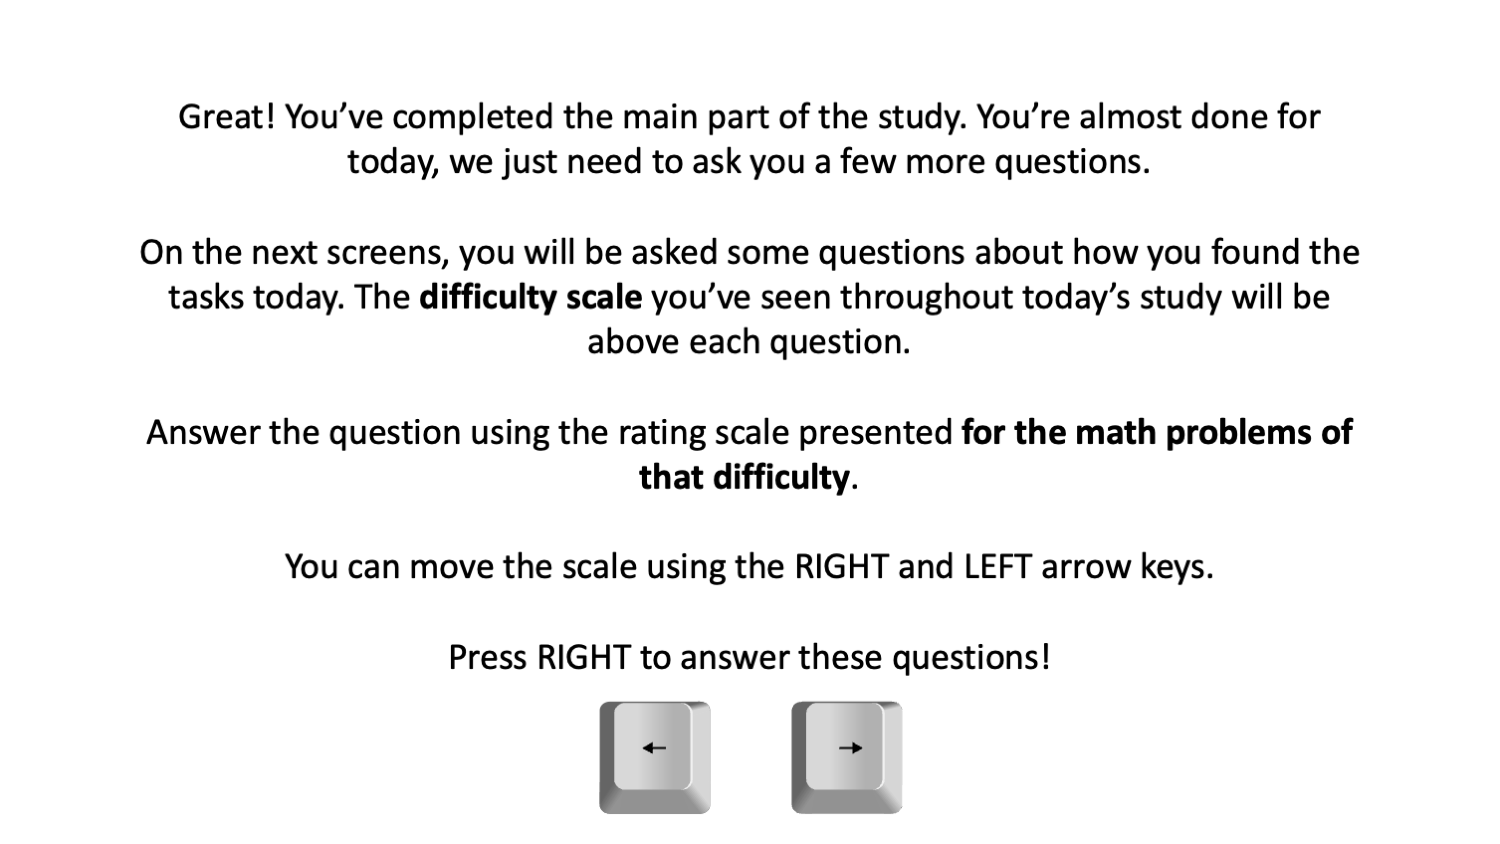 Great! You’ve completed the main part of the study. You’re almost done for
today, we just need to ask you a few more questions.
On the next screens, you will be asked some questions about how you found the
tasks today. The difficulty scale you’ve seen throughout today’s study will be
above each question.
Answer the question using the rating scale presented for the math problems of
that difficulty.
You can move the scale using the RIGHT and LEFT arrow keys.
Press RIGHT to answer these questions!
← →